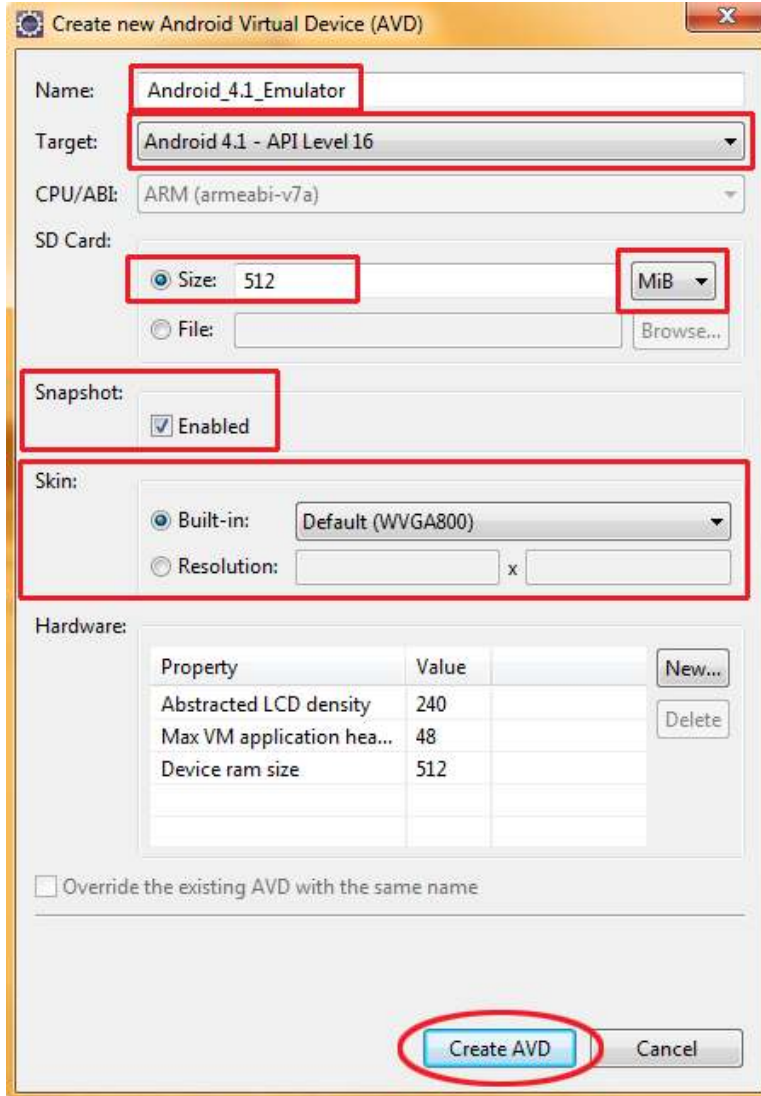 Create new Android Virtual Device (AVD)
x
Name: Android_4.1_Emulator
Target: Android 4.1 - API Level 16
CPU/ABI: ARM (armeabi-v7a)
SD Card:
Size: 512 MiB
File: Browse...
Snapshot:
Enabled
Skin:
Built-in: Default (WVGA800)
Resolution: x
Hardware:
Property Value New...
Abstracted LCD density 240 Delete
Max VM application hea... 48
Device ram size 512
Override the existing AVD with the same name
Create AVD Cancel